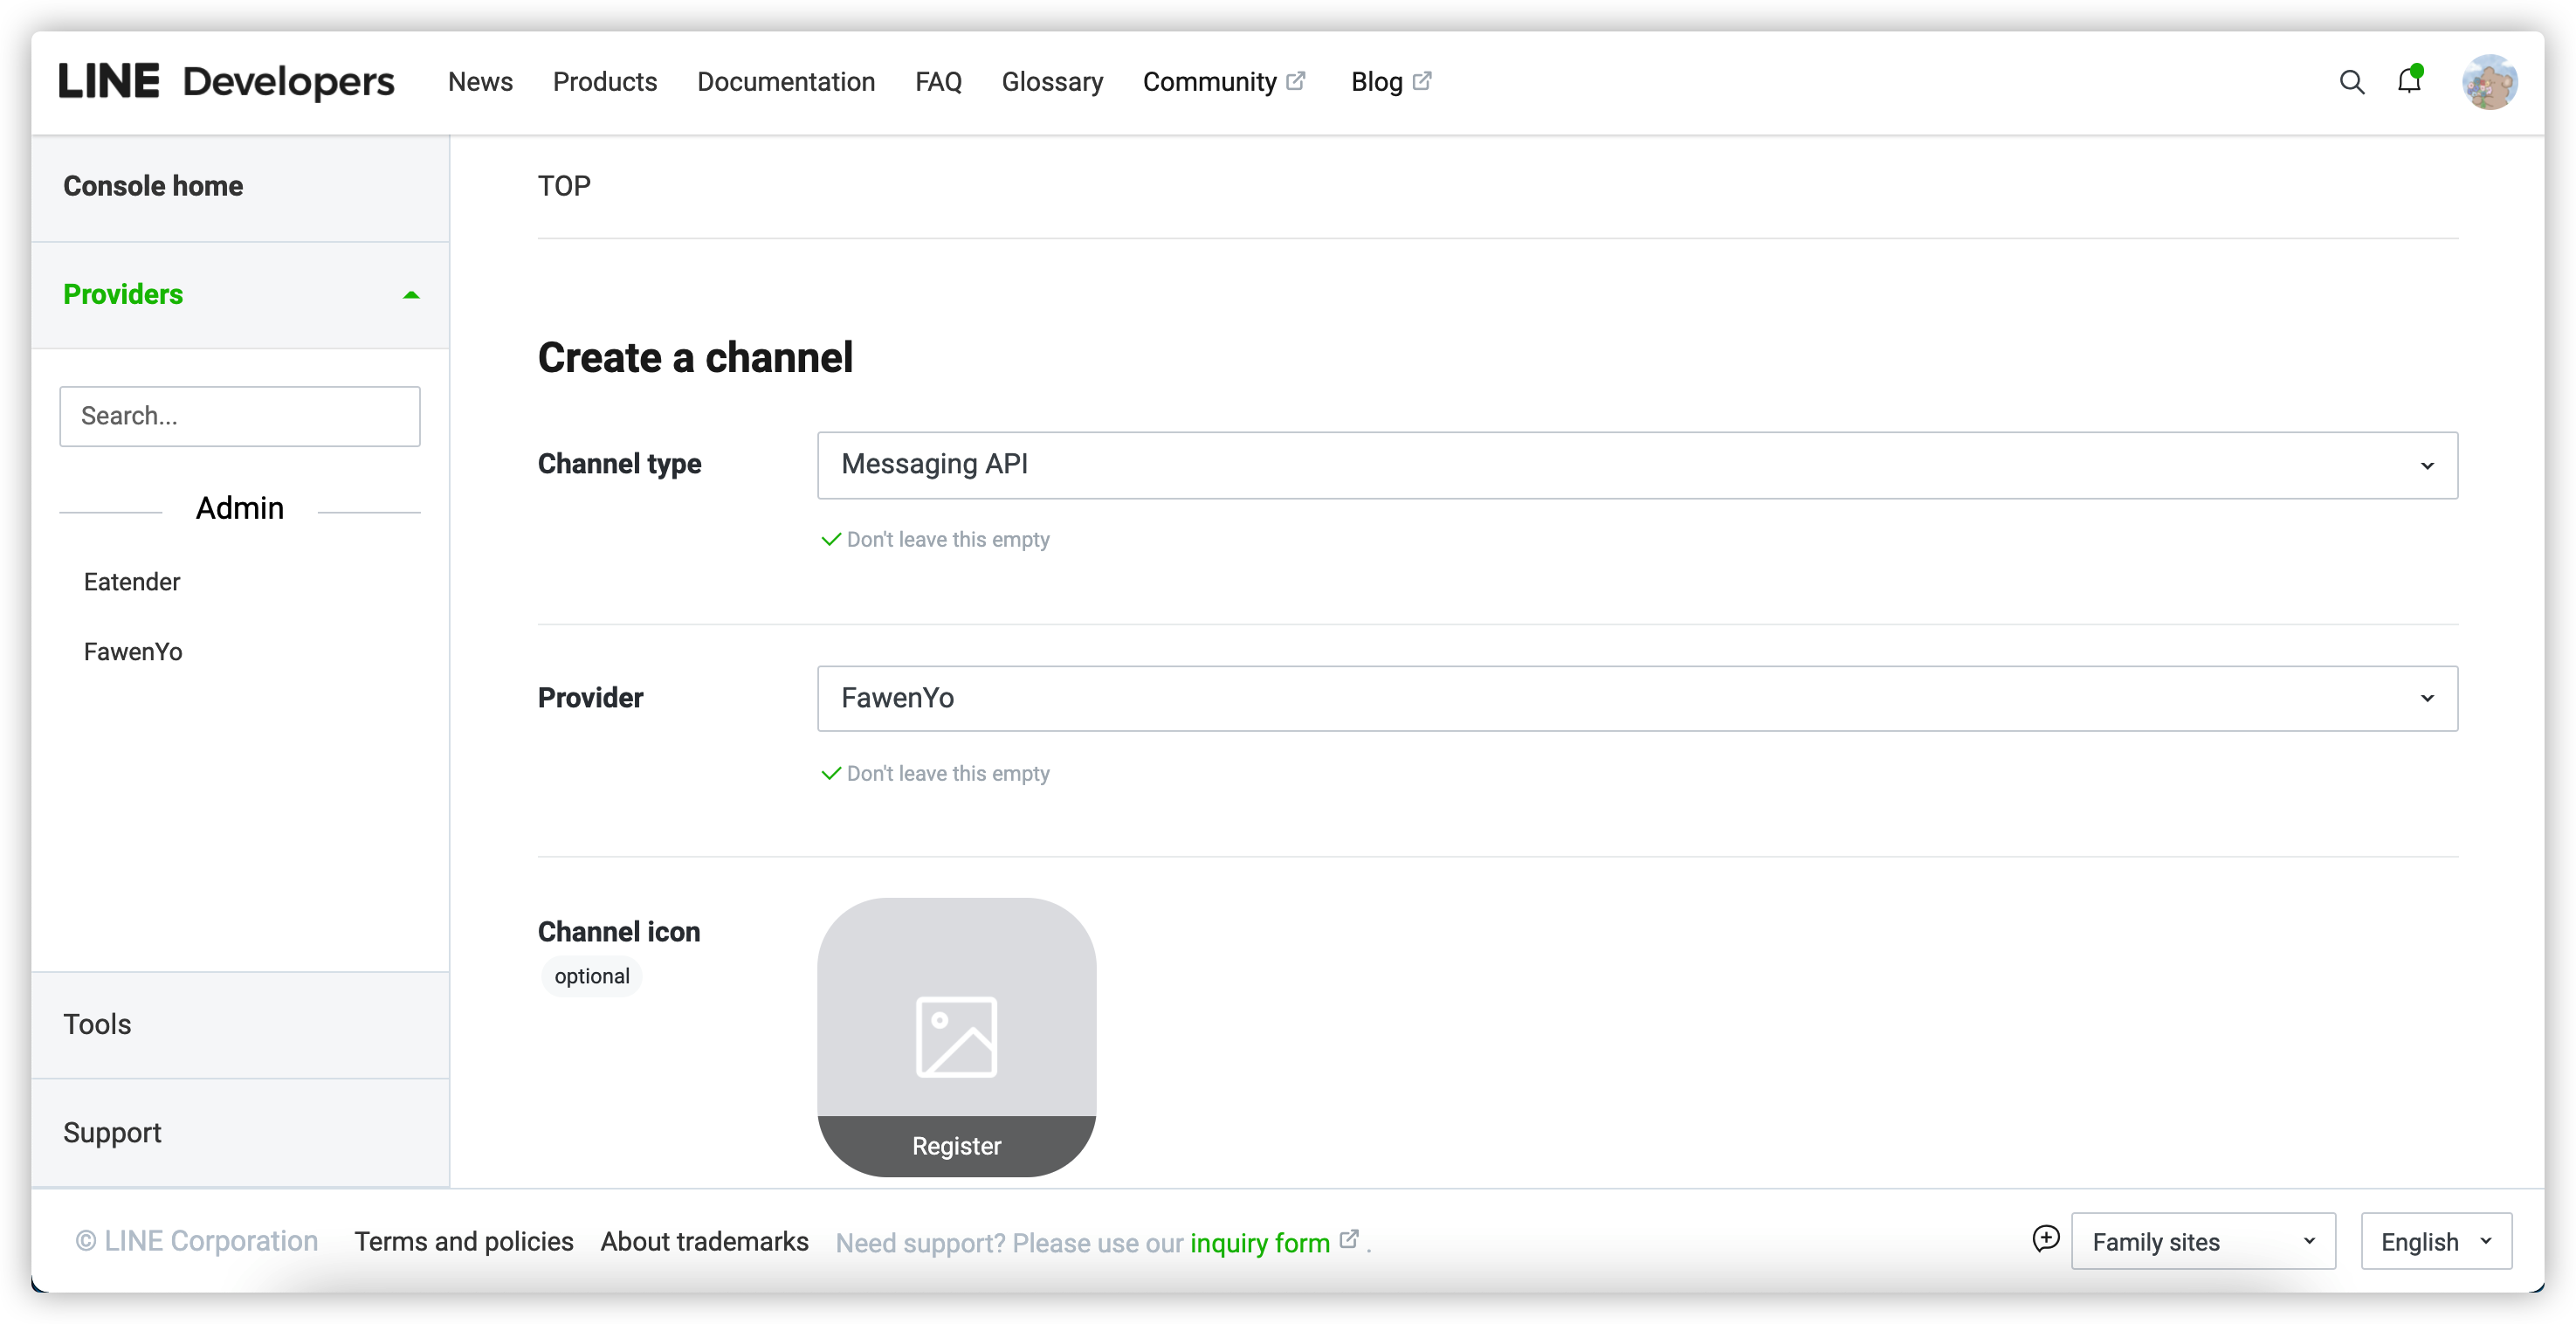 LINE Developers News Products Documentation FAQ Glossary Community Blog
Console home
Providers
Search...
Admin
Eatender
FawenYo
Tools
Support
TOP
Create a channel
Channel type
Messaging API
Don't leave this empty
Provider
FawenYo
Don't leave this empty
Channel icon
optional
Register
© LINE Corporation Terms and policies About trademarks Need support? Please use our inquiry form . Family sites English